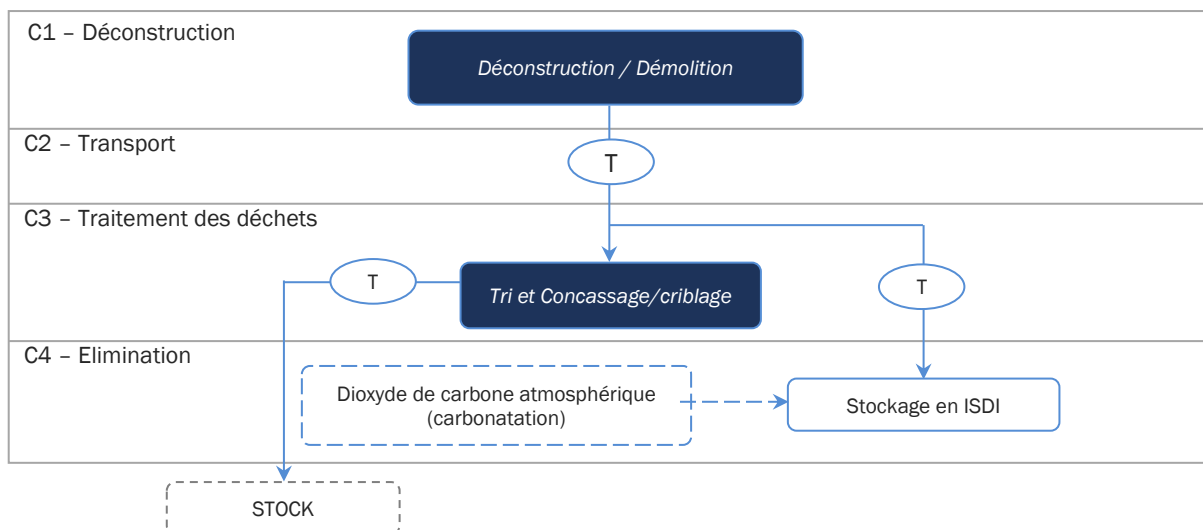 C1 – Déconstruction
Déconstruction / Démolition
C2 – Transport
T
C3 – Traitement des déchets
T
Tri et Concassage/criblage
T
C4 – Elimination
Dioxyde de carbone atmosphérique
(carbonatation)
Stockage en ISDI
STOCK